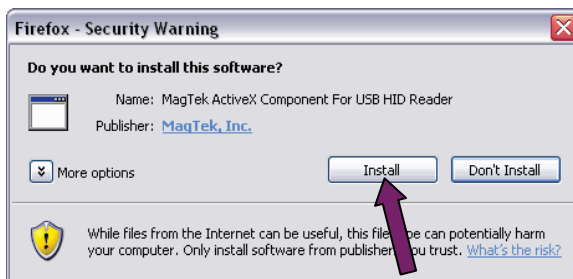 Firefox - Security Warning
Do you want to install this software?
Name: MagTek ActiveX Component For USB HID Reader
Publisher: MagTek, Inc.
More options
Install
Don't Install
While files from the Internet can be useful, this file can potentially harm
your computer. Only install software from you trust. What's the risk?